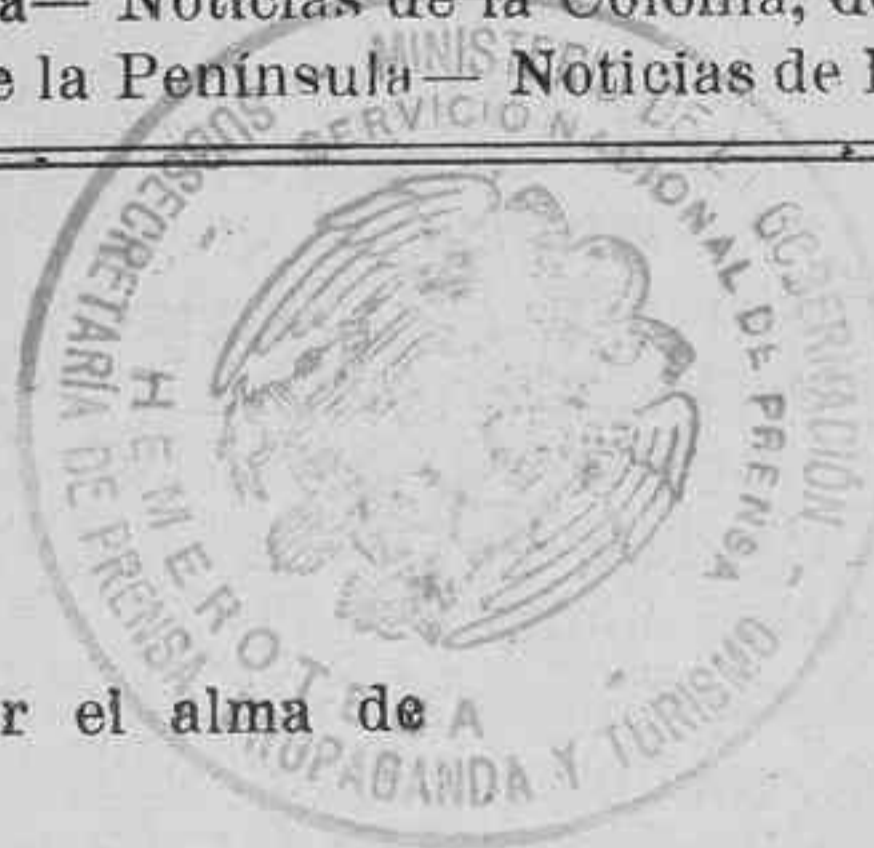 a— Noticias de la Colonia, d
e la Península— Noticias de
MINISTERIO DE LA GOBERNACIÓN
SERVICIO NACIONAL DE PRENSA
SUBSECRETARÍA DE PRENSA PROPAGANDA Y TURISMO
HEMEROTECA
r el alma de